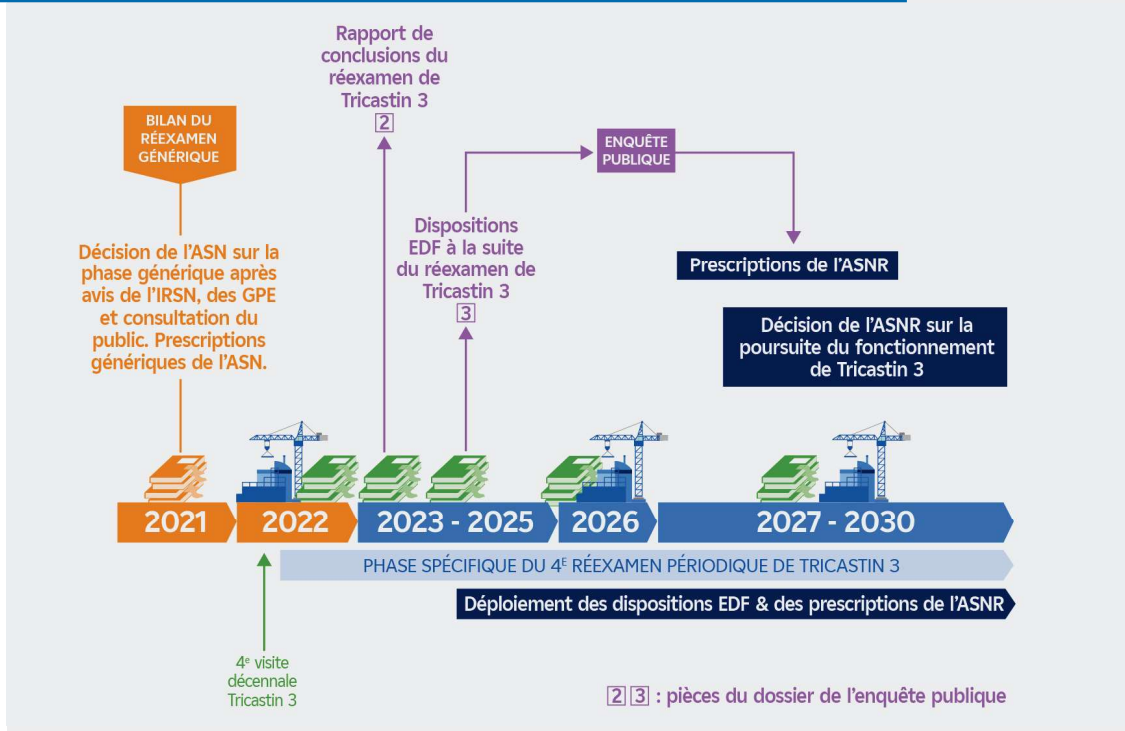 Rapport de
conclusions du
réexamen de
Tricastin 3
2
BILAN DU
RÉEXAMEN
GÉNÉRIQUE
ENQUÊTE
PUBLIQUE
Décision de l'ASN sur la
phase générique après
avis de l'IRSN, des GPE
et consultation du
public. Prescriptions
génériques de l'ASN.
Dispositions
EDF à la suite
du réexamen de
Tricastin 3
3
Prescriptions de l'ASNR
Décision de l'ASNR sur la
poursuite du fonctionnement
de Tricastin 3
2021
2022
2023 - 2025
2026
2027 - 2030
PHASE SPÉCIFIQUE DU 4E RÉEXAMEN PÉRIODIQUE DE TRICASTIN 3
Déploiement des dispositions EDF & des prescriptions de l'ASNR
4e visite
décennale
Tricastin 3
2 3 : pièces du dossier de l'enquête publique